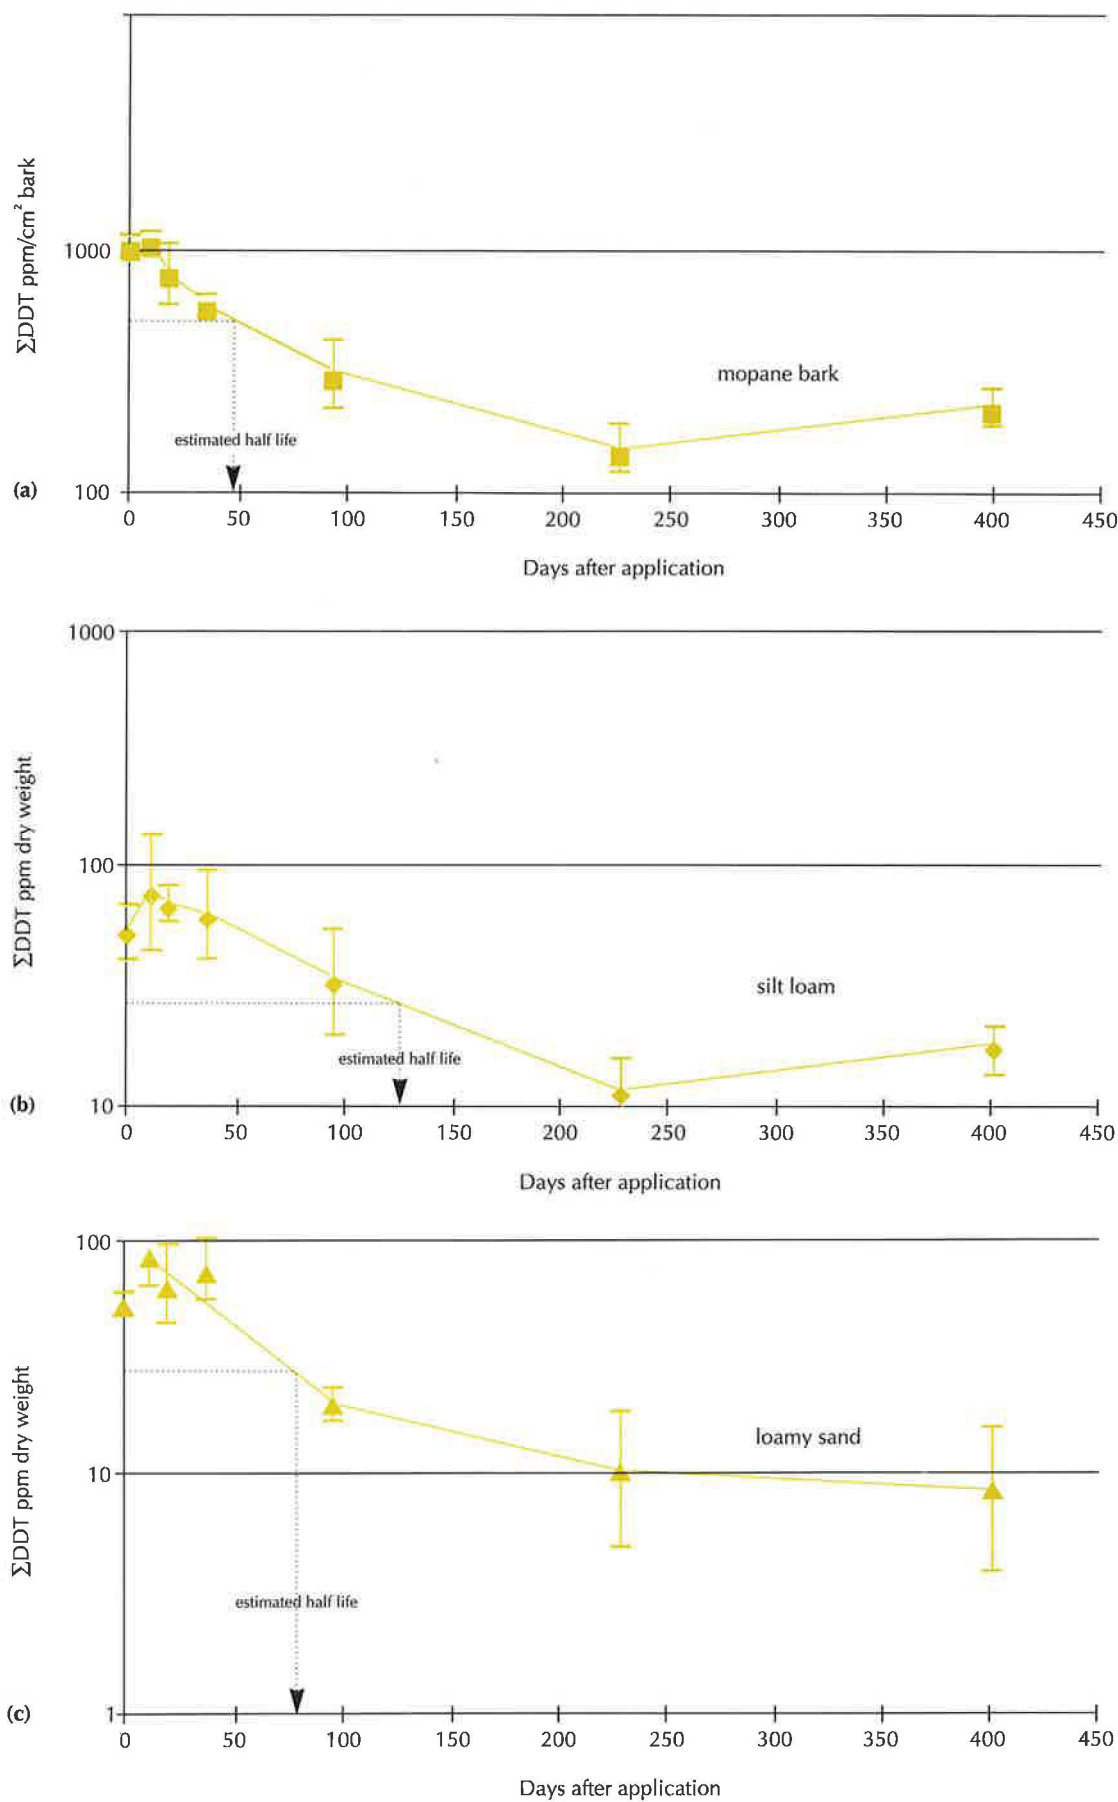 ΣDDT ppm/cm² bark
1000
mopane bark
estimated half life
(a)
100
0 50 100 150 200 250 300 350 400 450
Days after application
1000
ΣDDT ppm dry weight
100
silt loam
estimated half life
(b)
10
0 50 100 150 200 250 300 350 400 450
Days after application
100
ΣDDT ppm dry weight
10
loamy sand
estimated half life
(c)
1
0 50 100 150 200 250 300 350 400 450
Days after application